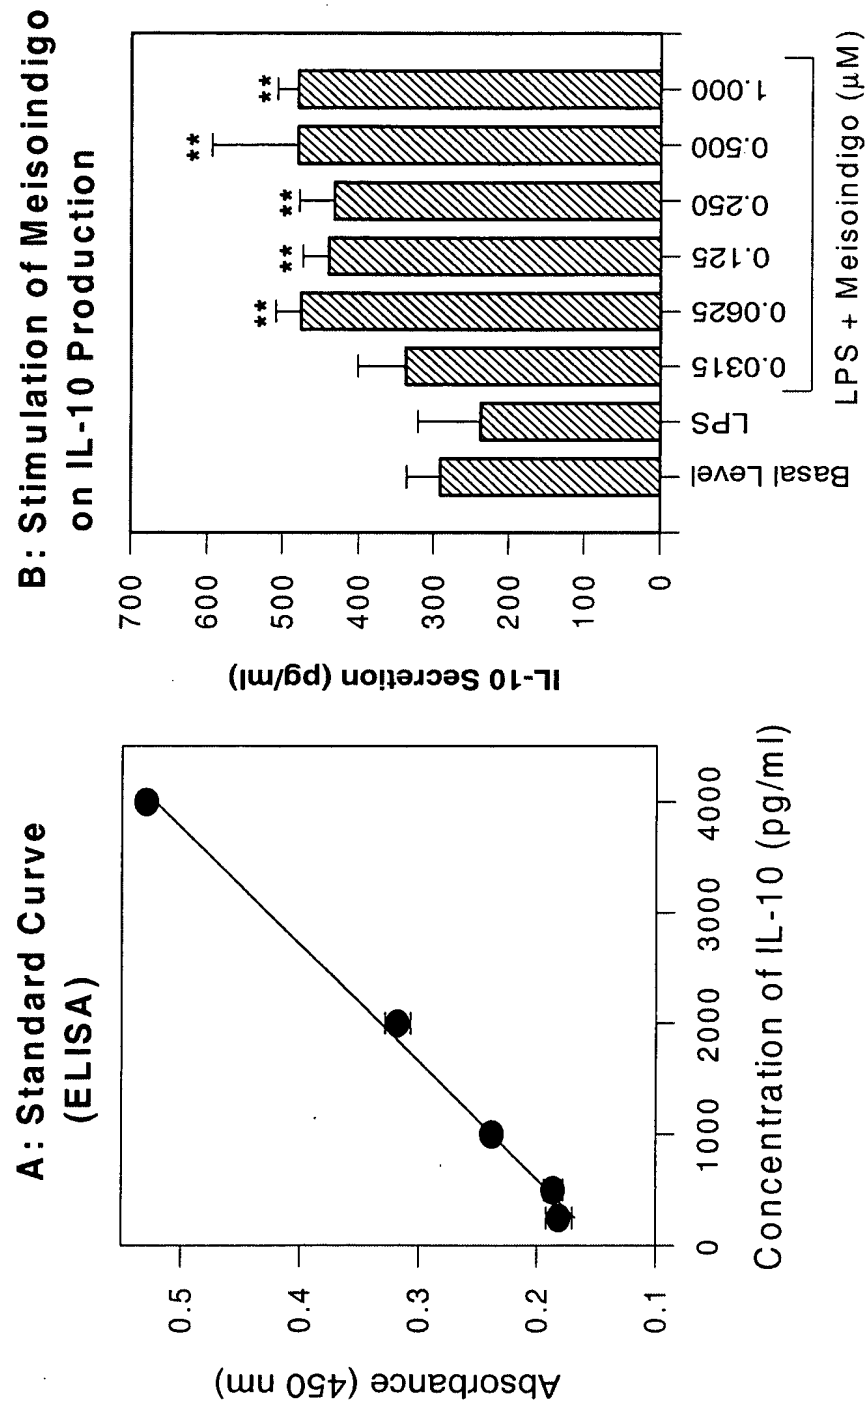 A: Standard Curve
(ELISA)
Absorbance (450 nm)
0.5
0.4
0.3
0.2
0.1
0 1000 2000 3000 4000
Concentration of IL-10 (pg/ml)
B: Stimulation of Meisoindigo
on IL-10 Production
IL-10 Secretion (pg/ml)
700
600
500
400
300
200
100
0
** ** ** ** **
Basal Level LPS 0.0315 0.0625 0.125 0.250 0.500 1.000
LPS + Meisoindigo (µM)